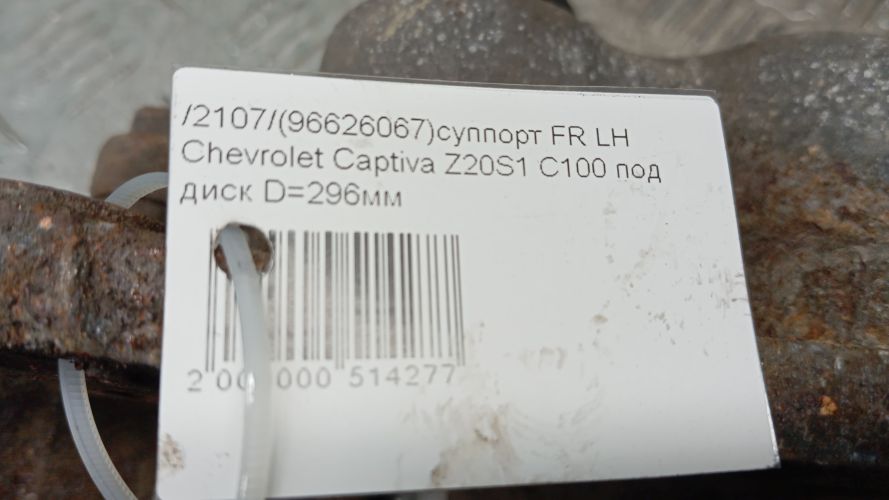 /2107/(96626067)суппорт FR LH
Chevrolet Captiva Z20S1 C100 под
диск D=296мм
2 00 000 514277